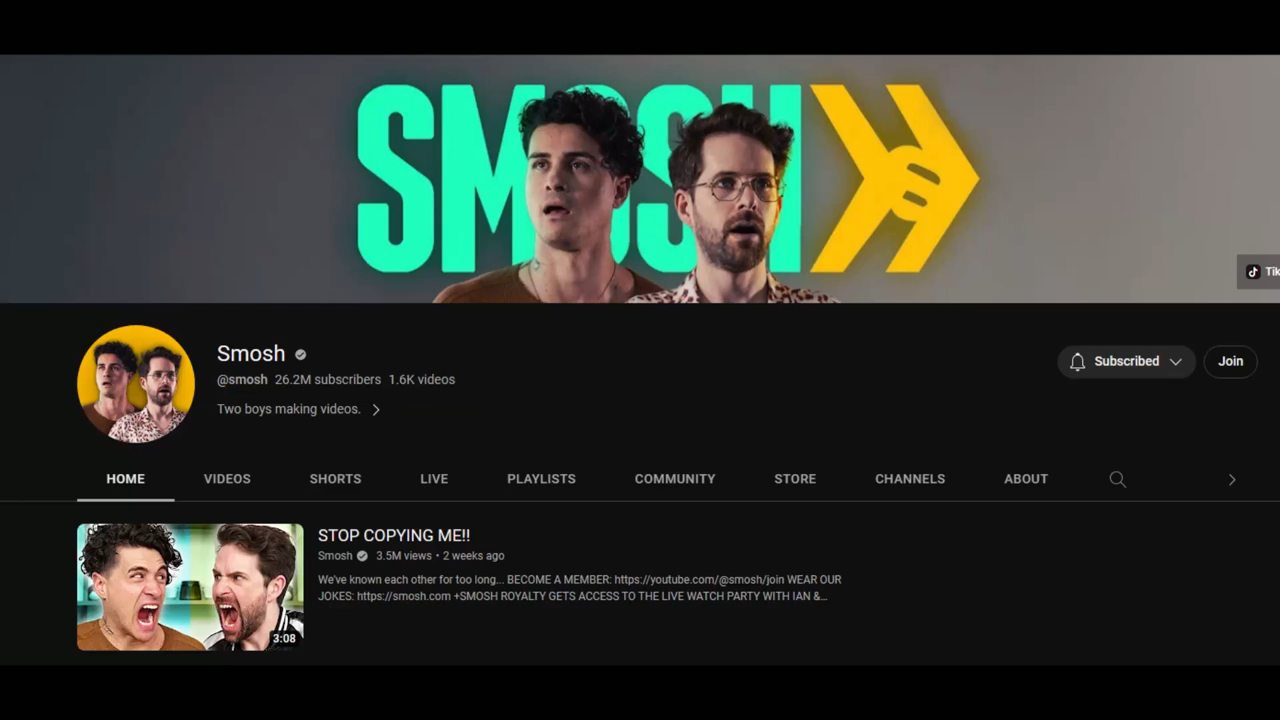 SMOSH
Tik
Smosh
@smosh 26.2M subscribers 1.6K videos
Two boys making videos.
Subscribed
Join
HOME VIDEOS SHORTS LIVE PLAYLISTS COMMUNITY STORE CHANNELS ABOUT
STOP COPYING ME!!
Smosh 3.5M views • 2 weeks ago
We've known each other for too long... BECOME A MEMBER: https://youtube.com/@smosh/join WEAR OUR
JOKES: https://smosh.com +SMOSH ROYALTY GETS ACCESS TO THE LIVE WATCH PARTY WITH IAN &...
3:08